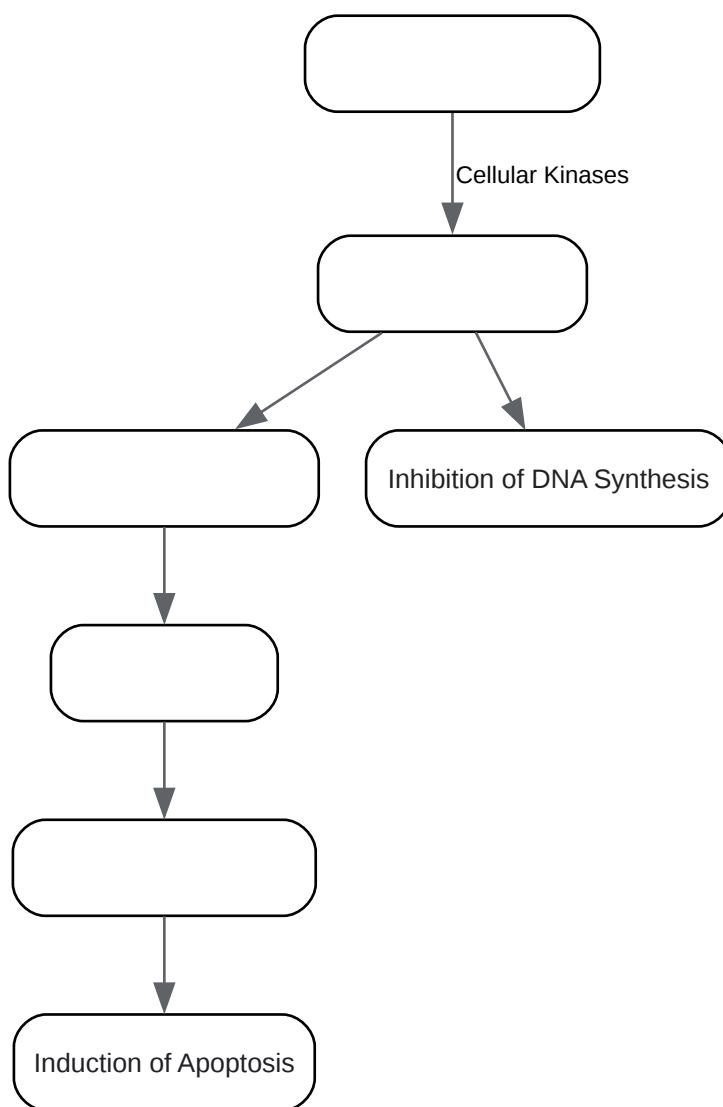 Cellular Kinases
Inhibition of DNA Synthesis
Induction of Apoptosis